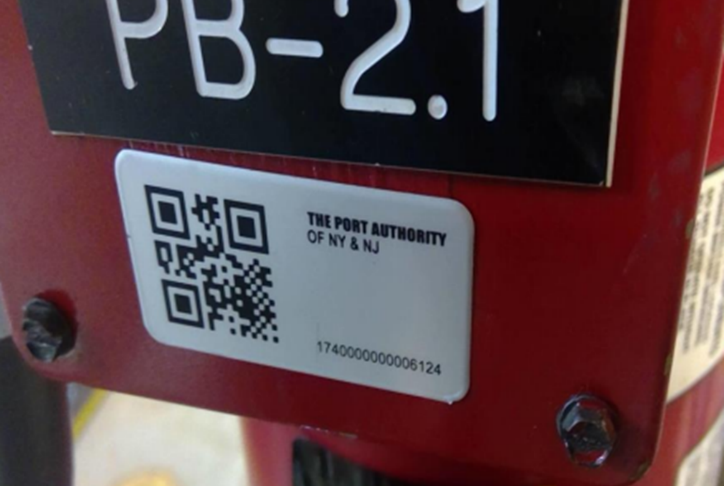 PB-2.1
THE PORT AUTHORITY
OF NY & NJ
1740000000006124